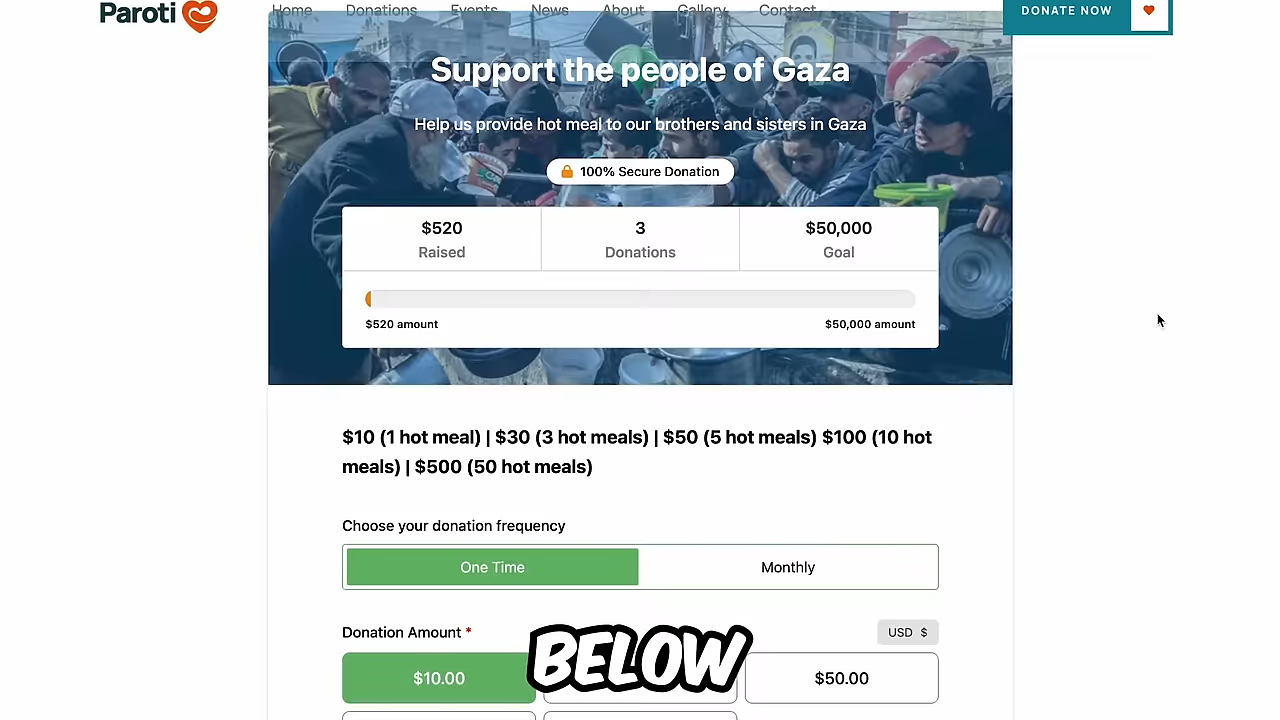 Paroti
Home Donations Events News About Gallery Contact
DONATE NOW
Support the people of Gaza
Help us provide hot meal to our brothers and sisters in Gaza
100% Secure Donation
$520 3 $50,000
Raised Donations Goal
$520 amount $50,000 amount
$10 (1 hot meal) | $30 (3 hot meals) | $50 (5 hot meals) $100 (10 hot
meals) | $500 (50 hot meals)
Choose your donation frequency
One Time Monthly
Donation Amount * USD $
$10.00 $50.00
BELOW